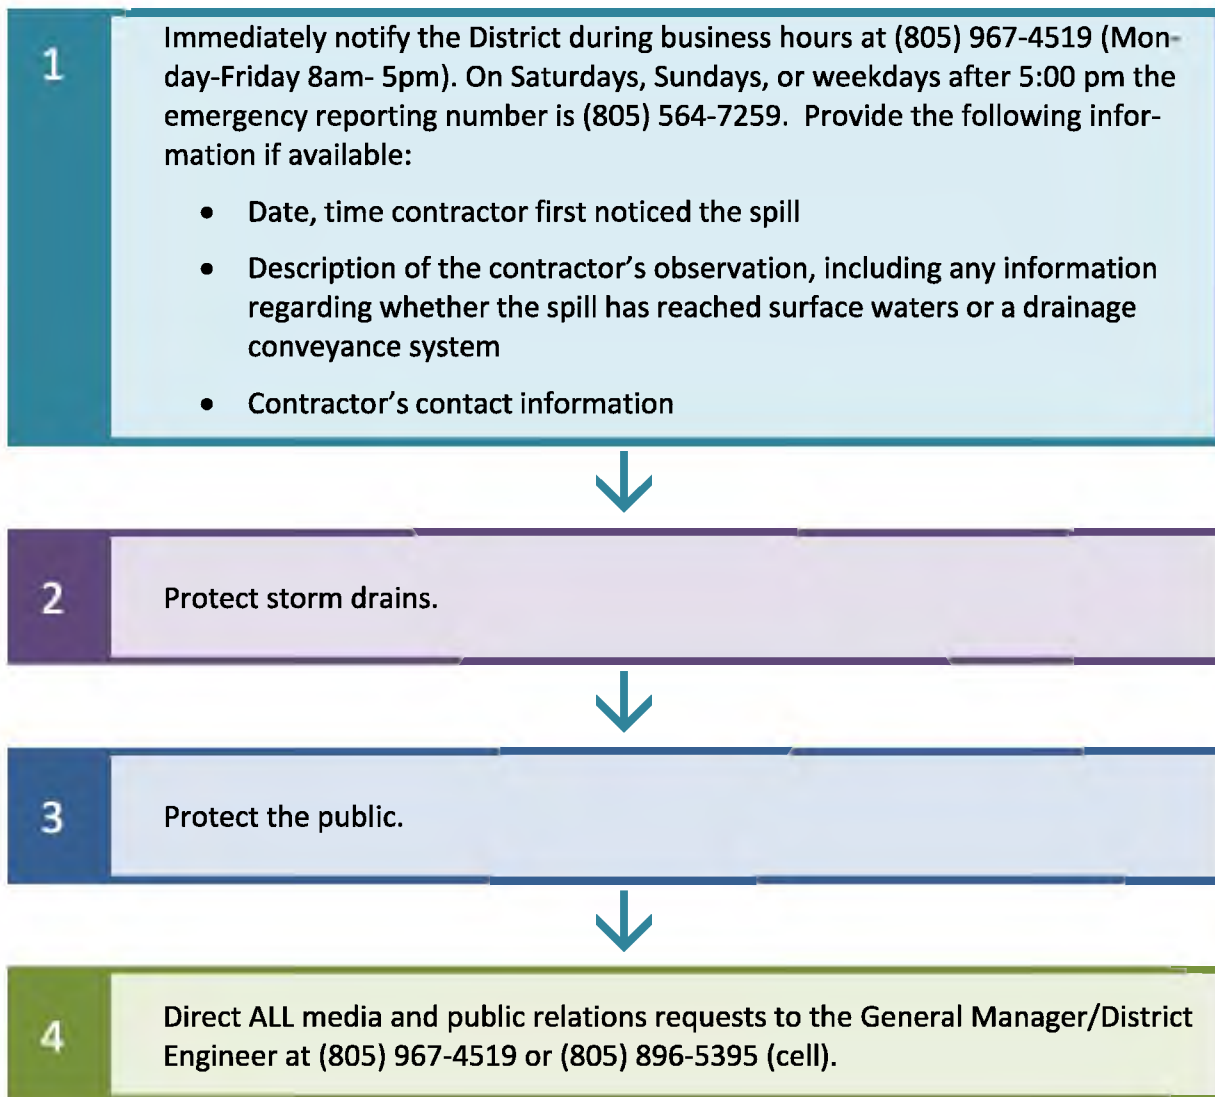 1
Immediately notify the District during business hours at (805) 967-4519 (Mon-
day-Friday 8am- 5pm). On Saturdays, Sundays, or weekdays after 5:00 pm the
emergency reporting number is (805) 564-7259.  Provide the following infor-
mation if available:
• Date, time contractor first noticed the spill
• Description of the contractor’s observation, including any information
regarding whether the spill has reached surface waters or a drainage
conveyance system
• Contractor’s contact information
2
Protect storm drains.
3
Protect the public.
4
Direct ALL media and public relations requests to the General Manager/District
Engineer at (805) 967-4519 or (805) 896-5395 (cell).